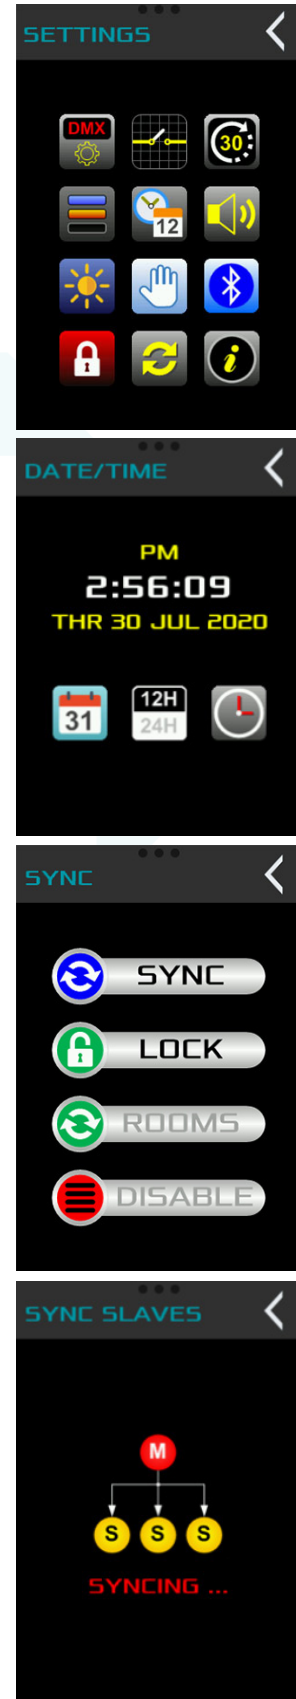 SETTINGS
DMX
30
12
i
DATE/TIME
PM
2:56:09
THR 30 JUL 2020
31
12H
24H
SYNC
SYNC
LOCK
ROOMS
DISABLE
SYNC SLAVES
M
S S S
SYNCING ...